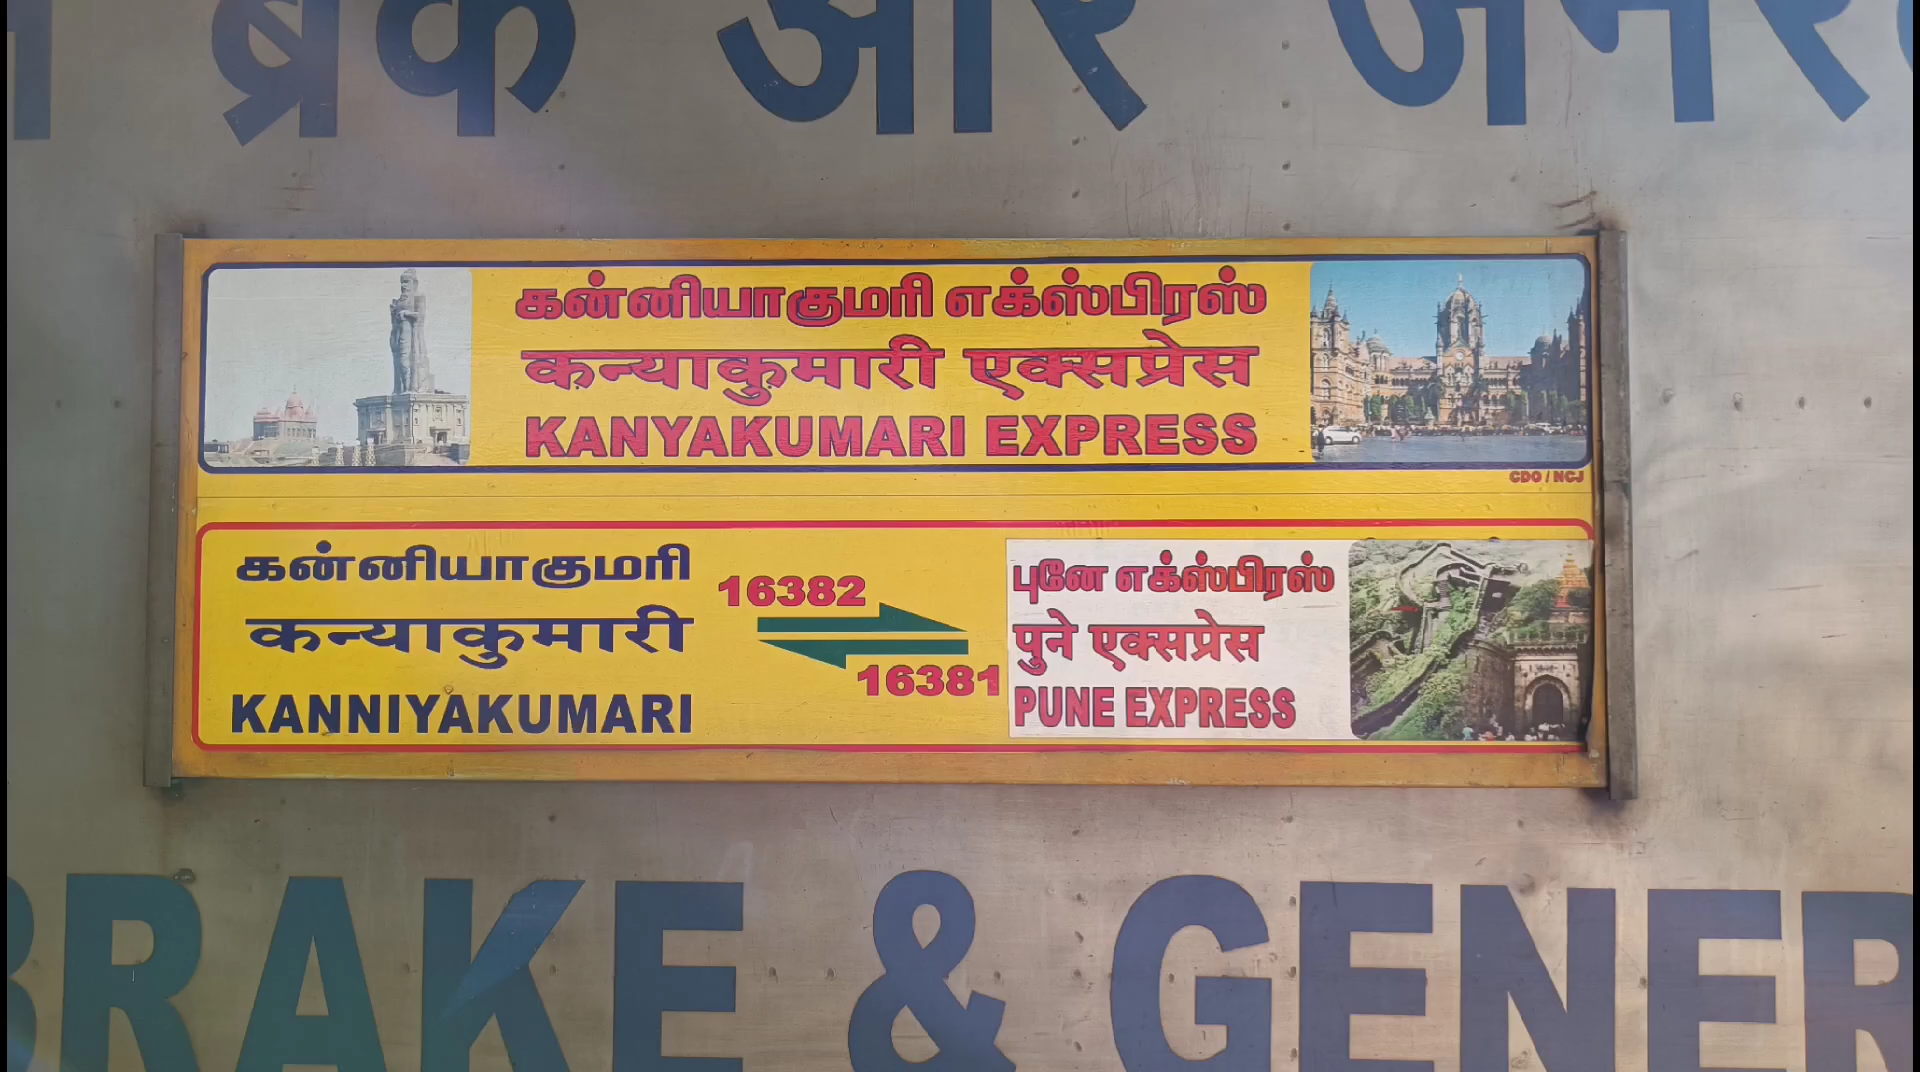 ब्रेक और जनरल
கன்னியாகுமரி எக்ஸ்பிரஸ்
कन्याकुमारी एक्सप्रेस
KANYAKUMARI EXPRESS
CDO / NCJ
கன்னியாகுமரி
कन्याकुमारी
KANNIYAKUMARI
16382
16381
புனே எக்ஸ்பிரஸ்
पुने एक्सप्रेस
PUNE EXPRESS
BRAKE & GENER